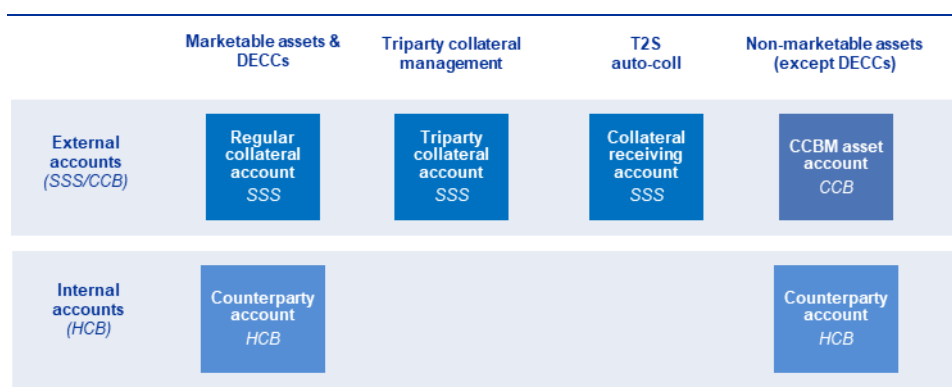 Marketable assets &
DECCs
Triparty collateral
management
T2S
auto-coll
Non-marketable assets
(except DECCs)
External
accounts
(SSS/CCB)
Regular
collateral
account
SSS
Triparty
collateral
account
SSS
Collateral
receiving
account
SSS
CCBM asset
account
CCB
Internal
accounts
(HCB)
Counterparty
account
HCB
Counterparty
account
HCB